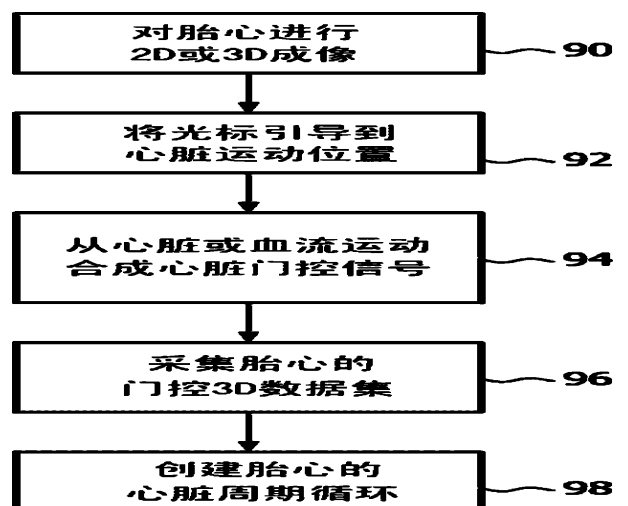 对胎心进行
2D或3D成像
90
将光标引导到
心脏运动位置
92
从心脏或血流运动
合成心脏门控信号
94
采集胎心的
门控3D数据集
96
创建胎心的
心脏周期循环
98